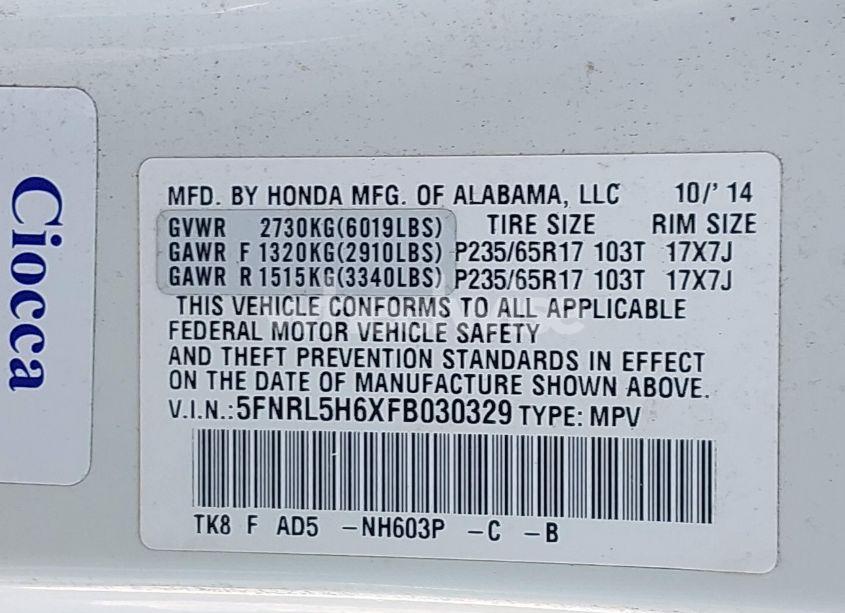 Ciocca
MFD. BY HONDA MFG. OF ALABAMA, LLC 10/' 14
GVWR 2730KG(6019LBS) TIRE SIZE RIM SIZE
GAWR F 1320KG(2910LBS) P235/65R17 103T 17X7J
GAWR R 1515KG(3340LBS) P235/65R17 103T 17X7J
THIS VEHICLE CONFORMS TO ALL APPLICABLE
FEDERAL MOTOR VEHICLE SAFETY
AND THEFT PREVENTION STANDARDS IN EFFECT
ON THE DATE OF MANUFACTURE SHOWN ABOVE.
V.I.N.:5FNRL5H6XFB030329 TYPE: MPV
TK8 F AD5 -NH603P -C -B